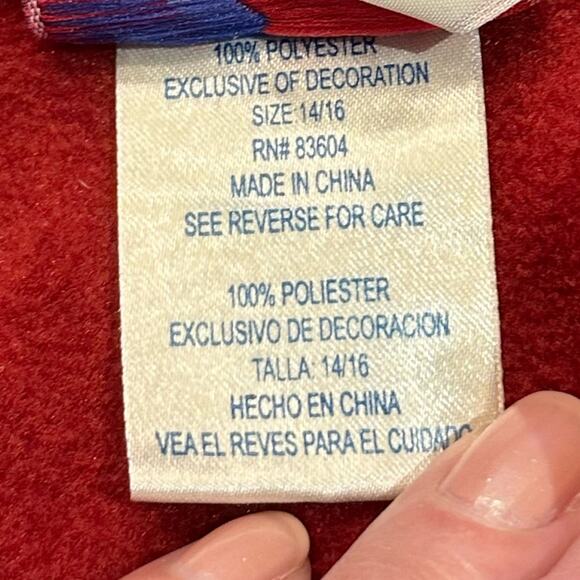 100% POLYESTER
EXCLUSIVE OF DECORATION
SIZE 14/16
RN# 83604
MADE IN CHINA
SEE REVERSE FOR CARE
100% POLIESTER
EXCLUSIVO DE DECORACION
TALLA: 14/16
HECHO EN CHINA
VEA EL REVES PARA EL CUIDADO